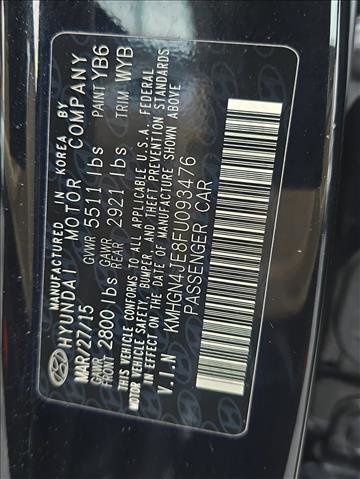 MANUFACTURED IN KOREA BY
HYUNDAI MOTOR COMPANY
MAR/27/15 GVWR 5511 lbs PAINT YB6
GAWR FRONT 2800 lbs GAWR REAR 2921 lbs TRIM WYB
THIS VEHICLE CONFORMS TO ALL APPLICABLE U.S.A. FEDERAL
MOTOR VEHICLE SAFETY, BUMPER, AND THEFT PREVENTION STANDARDS
IN EFFECT ON THE DATE OF MANUFACTURE SHOWN ABOVE
V.I.N KMHGN4JE8FU093476
PASSENGER CAR